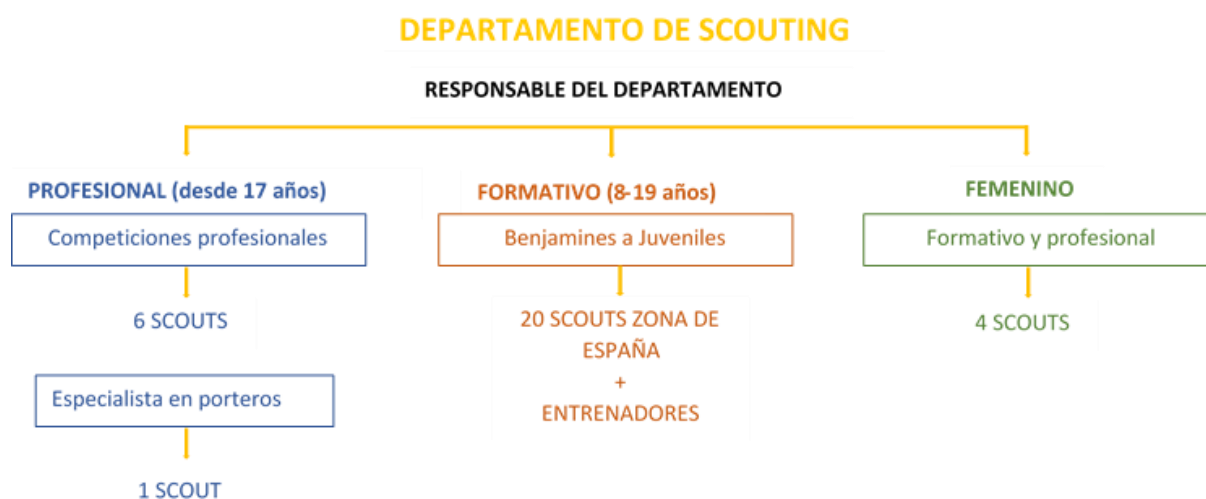 DEPARTAMENTO DE SCOUTING
RESPONSABLE DEL DEPARTAMENTO
PROFESIONAL (desde 17 años)
Competiciones profesionales
6 SCOUTS
Especialista en porteros
1 SCOUT
FORMATIVO (8-19 años)
Benjamines a Juveniles
20 SCOUTS ZONA DE
ESPAÑA
+
ENTRENADORES
FEMENINO
Formativo y profesional
4 SCOUTS